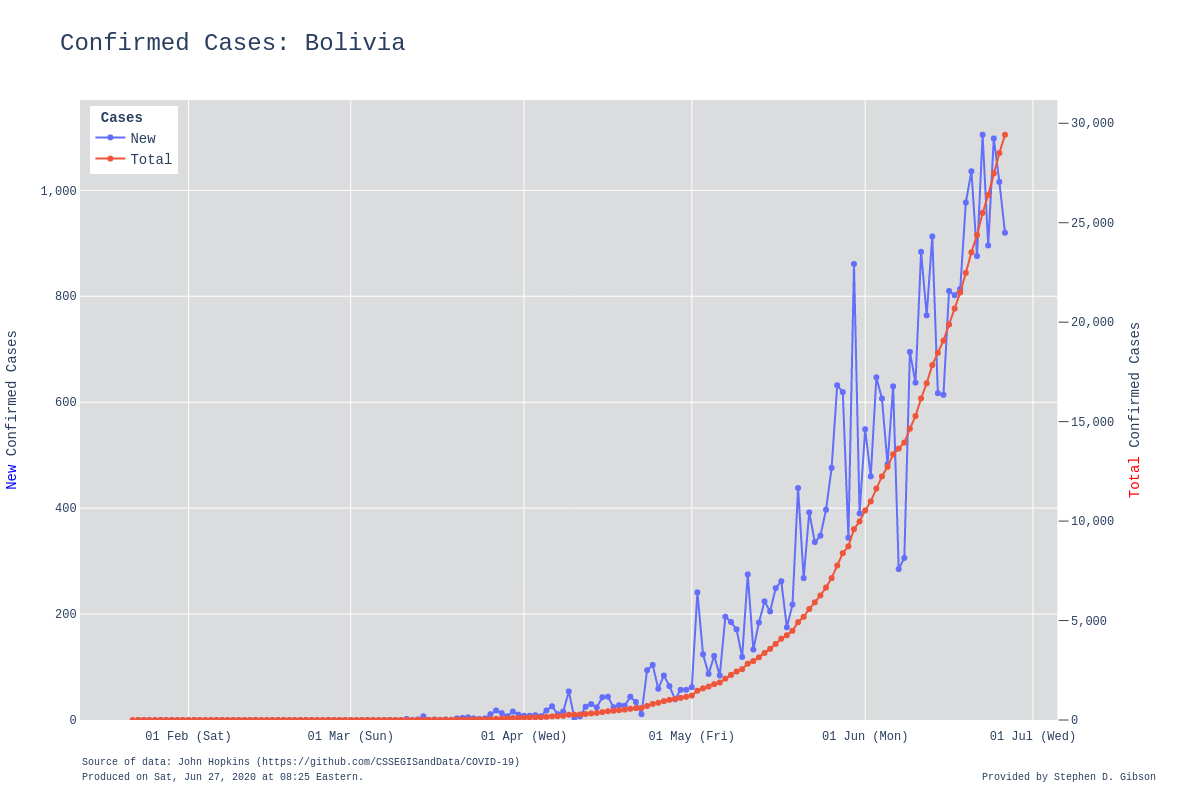 Confirmed Cases: Bolivia
Cases
New
Total
1,000
800
600
400
200
0
30,000
25,000
20,000
15,000
10,000
5,000
0
New Confirmed Cases
Total Confirmed Cases
01 Feb (Sat)
01 Mar (Sun)
01 Apr (Wed)
01 May (Fri)
01 Jun (Mon)
01 Jul (Wed)
Source of data: John Hopkins (https://github.com/CSSEGISandData/COVID-19)
Produced on Sat, Jun 27, 2020 at 08:25 Eastern.
Provided by Stephen D. Gibson